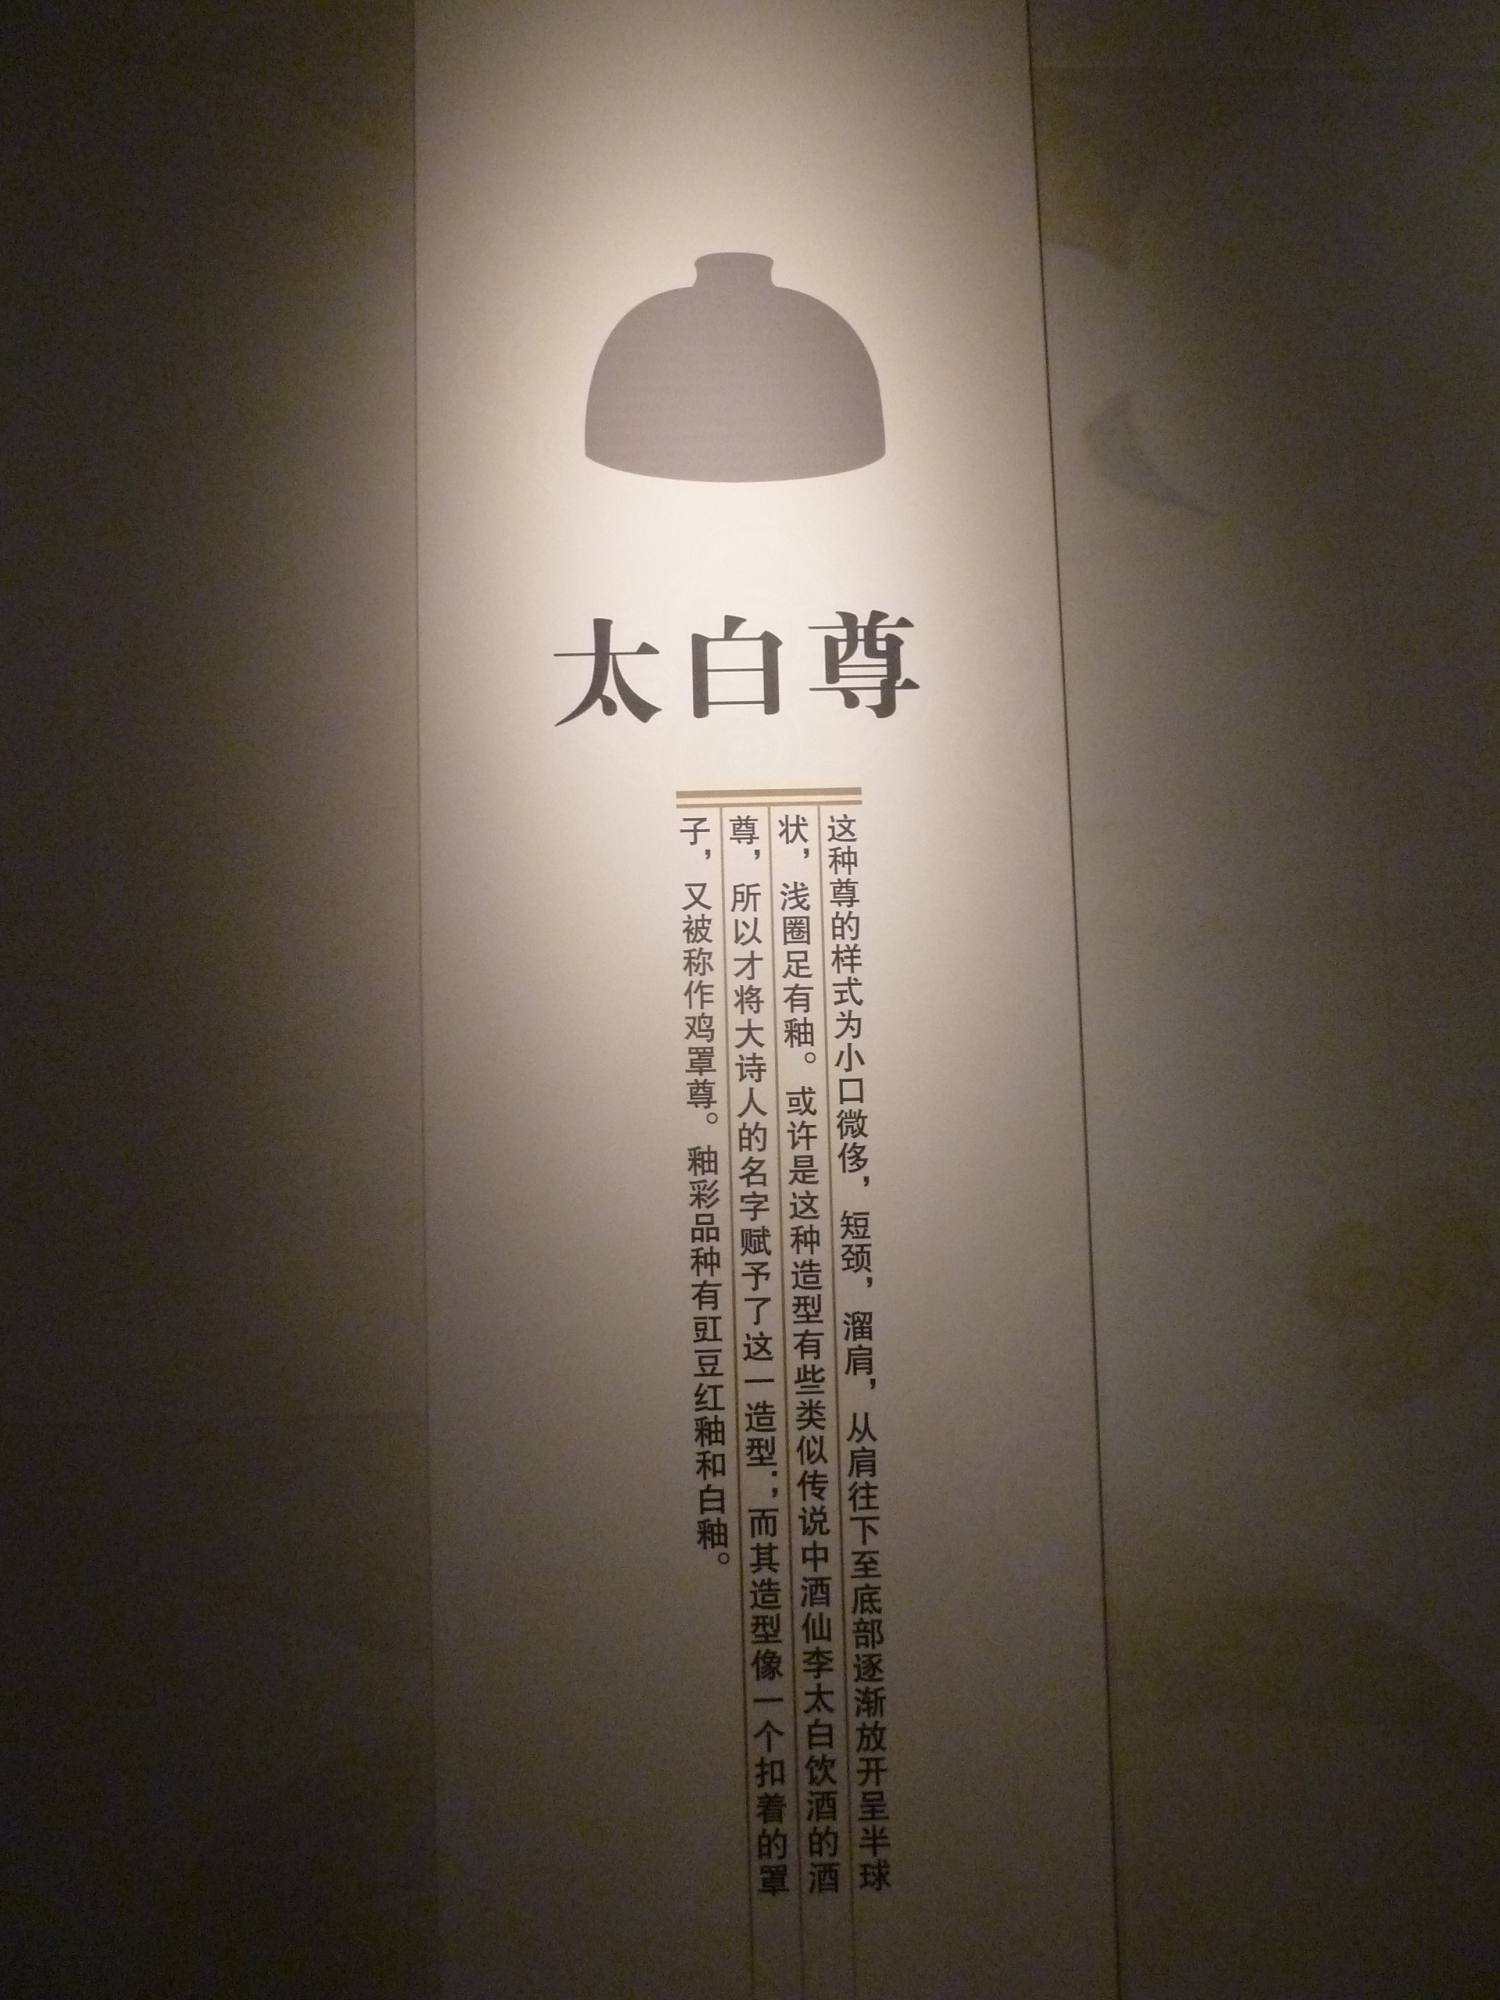 太白尊
这种尊的样式为小口微侈，短颈，溜肩，从肩往下至底部逐渐放开呈半球
状，浅圈足有釉。或许是这种造型有些类似传说中酒仙李太白饮酒的酒
尊，所以才将大诗人的名字赋予了这一造型；而其造型像一个扣着的罩
子，又被称作鸡罩尊。釉彩品种有豇豆红釉和白釉。